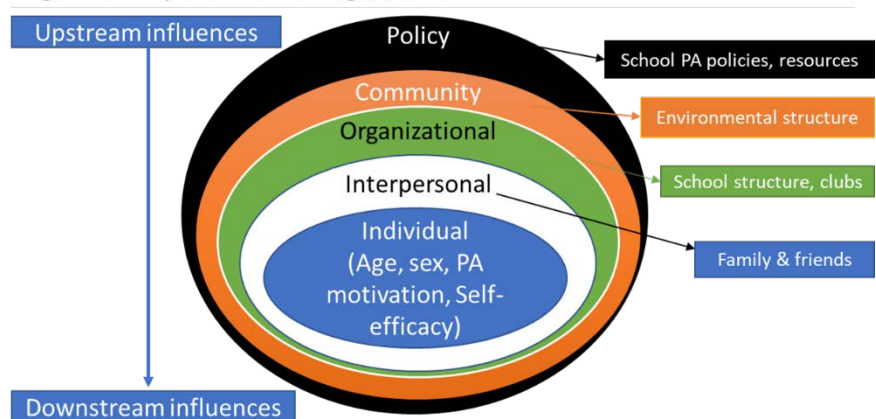 Upstream influences
Policy
School PA policies, resources
Community
Environmental structure
Organizational
School structure, clubs
Interpersonal
Individual
(Age, sex, PA
motivation, Self-
efficacy)
Family & friends
Downstream influences